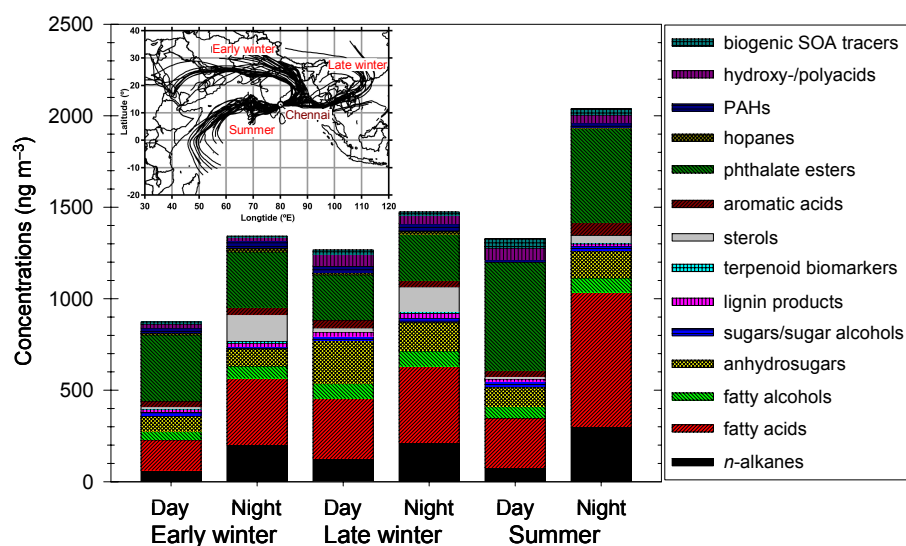 2500
2000
1500
1000
500
0
Concentrations (ng m⁻³)
40
30
20
10
0
-10
-20
Latitude (º)
Early winter
Late winter
Chennai
Summer
30 40 50 60 70 80 90 100 110 120
Longtide (ºE)
Day Night Day Night Day Night
Early winter Late winter Summer
biogenic SOA tracers
hydroxy-/polyacids
PAHs
hopanes
phthalate esters
aromatic acids
sterols
terpenoid biomarkers
lignin products
sugars/sugar alcohols
anhydrosugars
fatty alcohols
fatty acids
n-alkanes